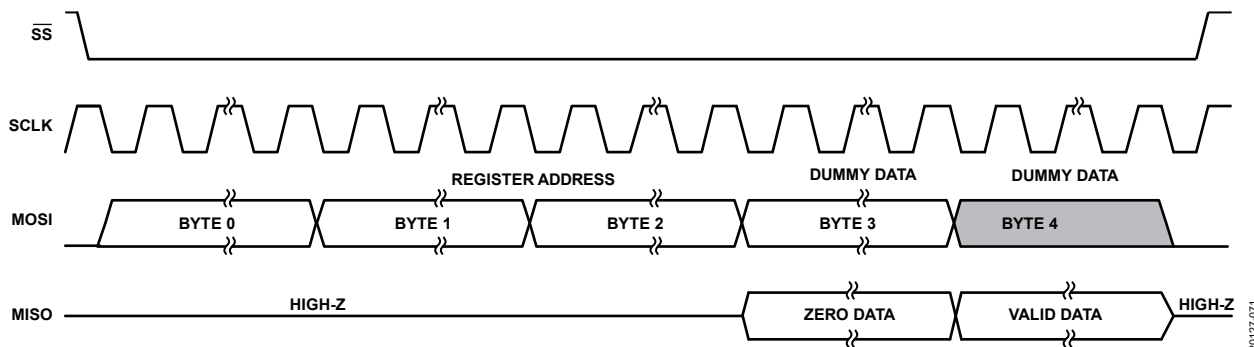 SS
SCLK
REGISTER ADDRESS
DUMMY DATA
DUMMY DATA
MOSI
BYTE 0
BYTE 1
BYTE 2
BYTE 3
BYTE 4
MISO
HIGH-Z
ZERO DATA
VALID DATA
HIGH-Z